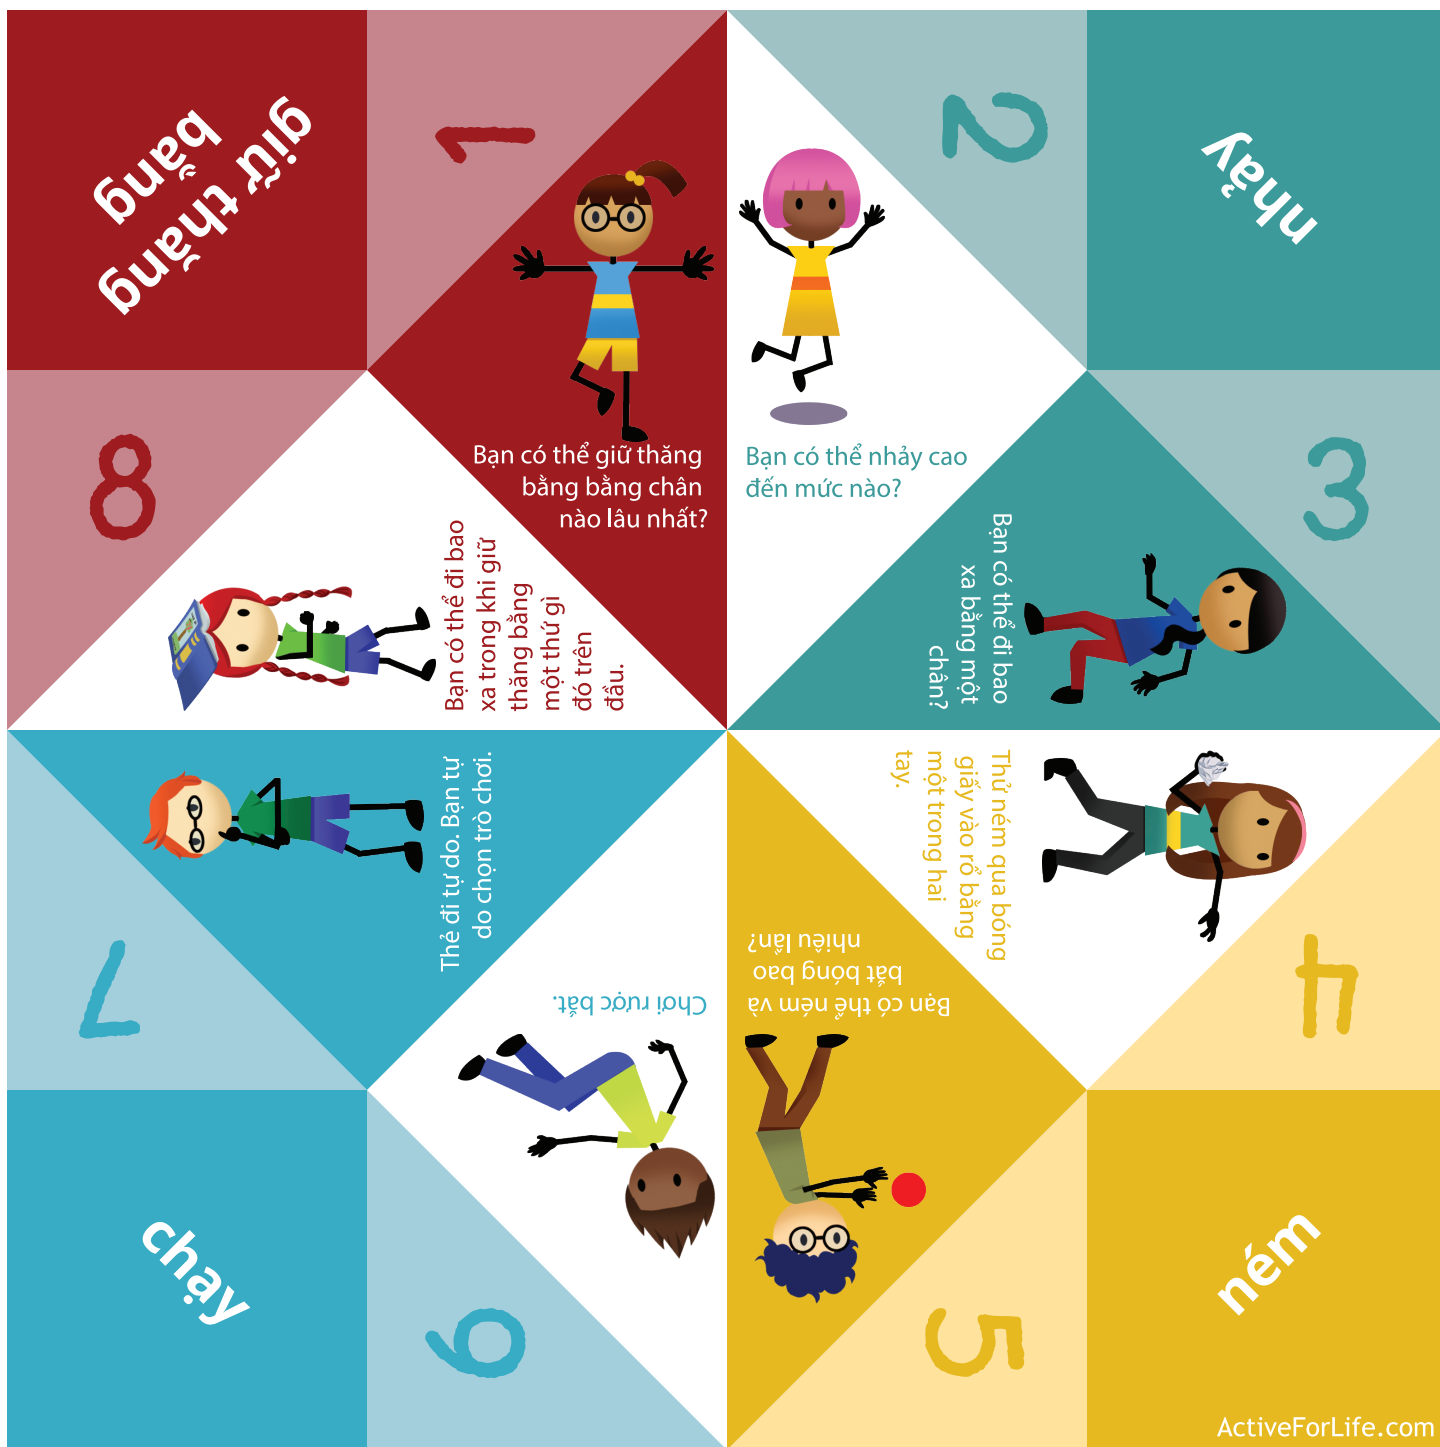 giữ thăng
bằng
1
Bạn có thể giữ thăng
bằng bằng chân
nào lâu nhất?
2
nhảy
Bạn có thể nhảy cao
đến mức nào?
3
Bạn có thể đi bao
xa bằng một
chân?
4
Thử ném qua bóng
giấy vào rổ bằng
một trong hai
tay.
5
ném
Bạn có thể ném và
bắt bóng bao
nhiêu lần?
6
Chơi rược bắt.
chạy
7
Thẻ đi tự do. Bạn tự
do chọn trò chơi.
8
Bạn có thể đi bao
xa trong khi giữ
thăng bằng
một thứ gì
đó trên
đầu.
ActiveForLife.com